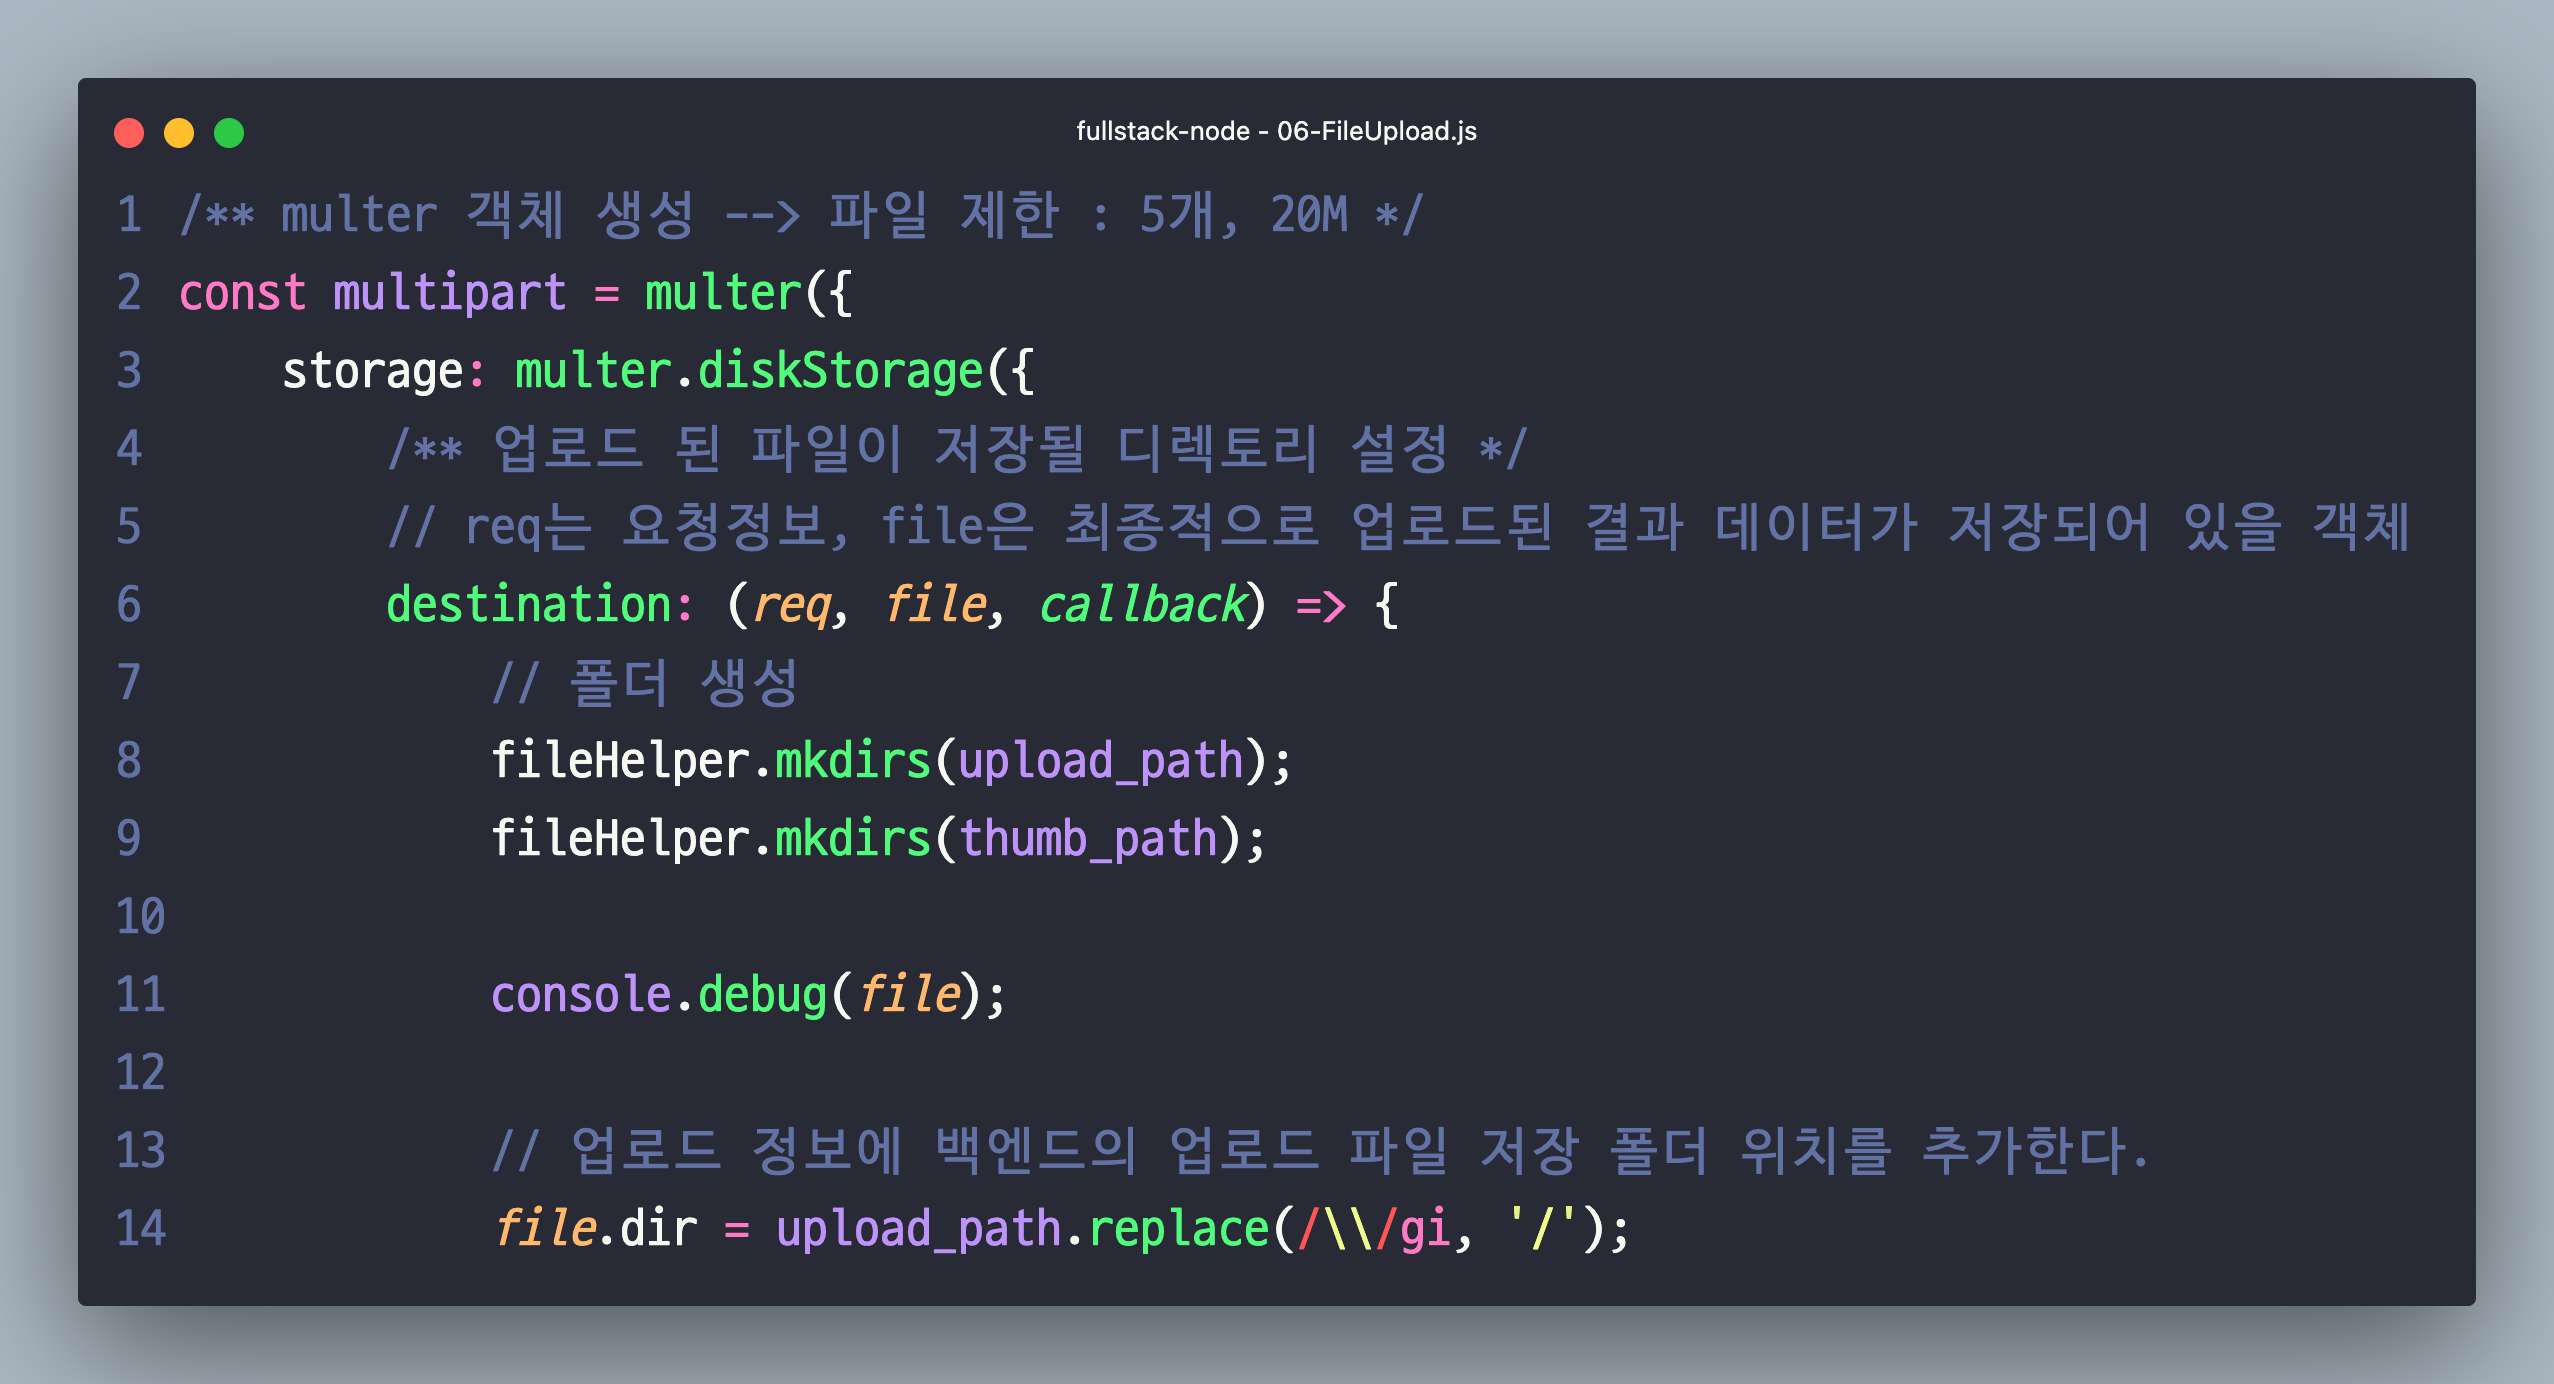 fullstack-node - 06-FileUpload.js
1 /** multer 객체 생성 --> 파일 제한 : 5개, 20M */
2 const multipart = multer({
3     storage: multer.diskStorage({
4         /** 업로드 된 파일이 저장될 디렉토리 설정 */
5         // req는 요청정보, file은 최종적으로 업로드된 결과 데이터가 저장되어 있을 객체
6         destination: (req, file, callback) => {
7             // 폴더 생성
8             fileHelper.mkdirs(upload_path);
9             fileHelper.mkdirs(thumb_path);
10
11             console.debug(file);
12
13             // 업로드 정보에 백엔드의 업로드 파일 저장 폴더 위치를 추가한다.
14             file.dir = upload_path.replace(/\\/gi, '/');